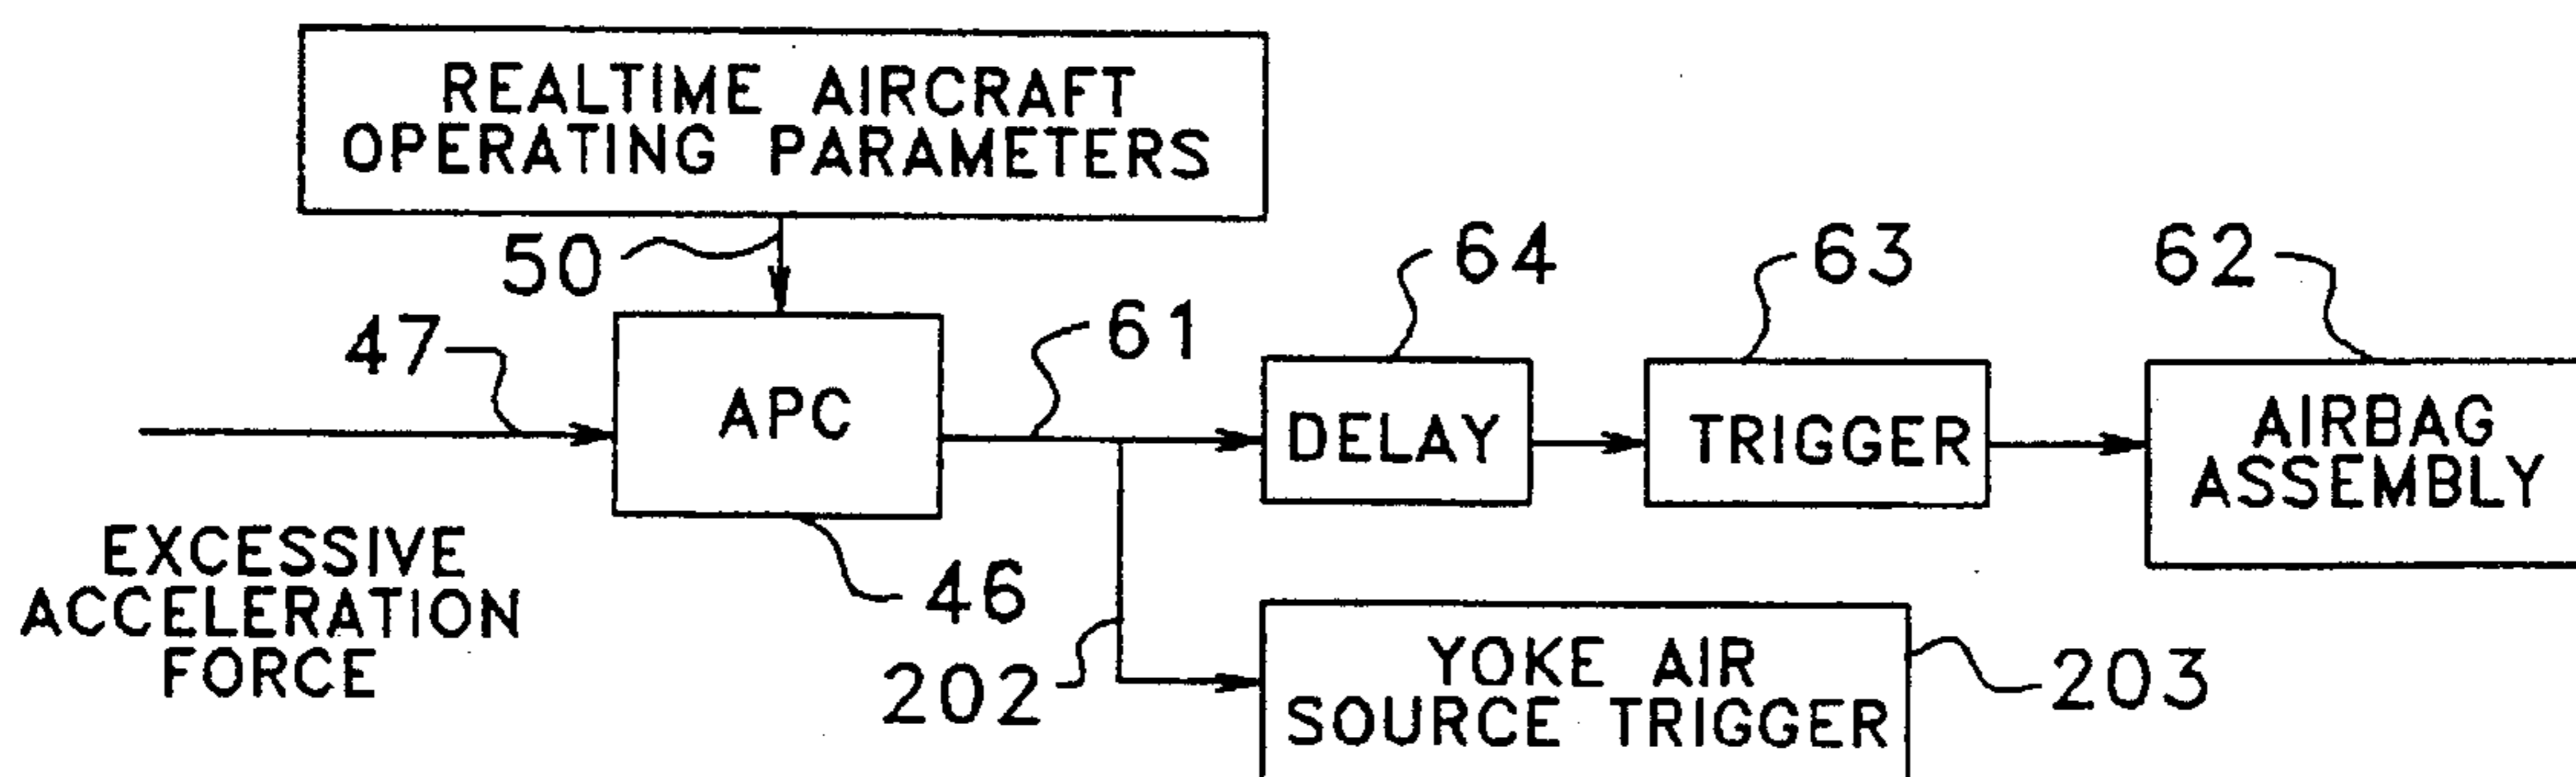 REALTIME AIRCRAFT
OPERATING PARAMETERS
50
47
APC
61
64
63
62
DELAY
TRIGGER
AIRBAG
ASSEMBLY
EXCESSIVE
ACCELERATION
FORCE
46
202
YOKE AIR
SOURCE TRIGGER
203